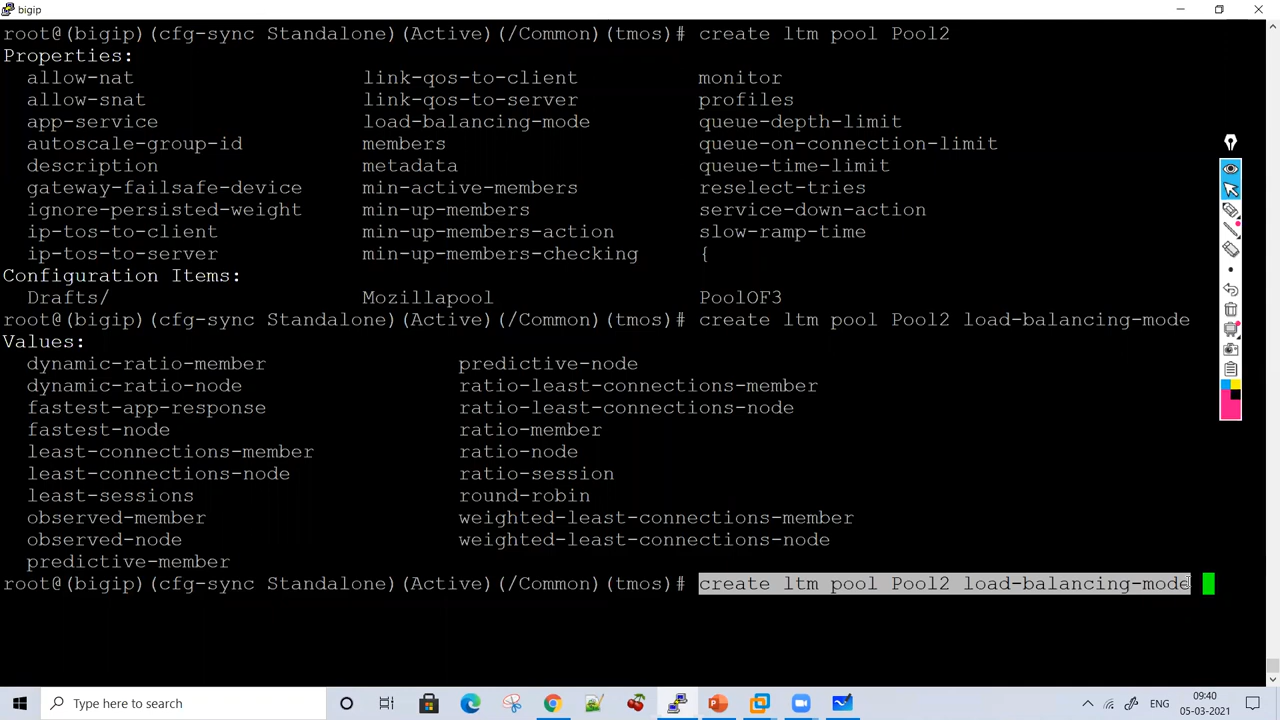 bigip
root@(bigip)(cfg-sync Standalone)(Active)(/Common)(tmos)# create ltm pool Pool2
Properties:
allow-nat link-qos-to-client monitor
allow-snat link-qos-to-server profiles
app-service load-balancing-mode queue-depth-limit
autoscale-group-id members queue-on-connection-limit
description metadata queue-time-limit
gateway-failsafe-device min-active-members reselect-tries
ignore-persisted-weight min-up-members service-down-action
ip-tos-to-client min-up-members-action slow-ramp-time
ip-tos-to-server min-up-members-checking {
Configuration Items:
Drafts/ Mozillapool PoolOF3
root@(bigip)(cfg-sync Standalone)(Active)(/Common)(tmos)# create ltm pool Pool2 load-balancing-mode
Values:
dynamic-ratio-member predictive-node
dynamic-ratio-node ratio-least-connections-member
fastest-app-response ratio-least-connections-node
fastest-node ratio-member
least-connections-member ratio-node
least-connections-node ratio-session
least-sessions round-robin
observed-member weighted-least-connections-member
observed-node weighted-least-connections-node
predictive-member
root@(bigip)(cfg-sync Standalone)(Active)(/Common)(tmos)# create ltm pool Pool2 load-balancing-mode
Type here to search
ENG
09:40
05-03-2021